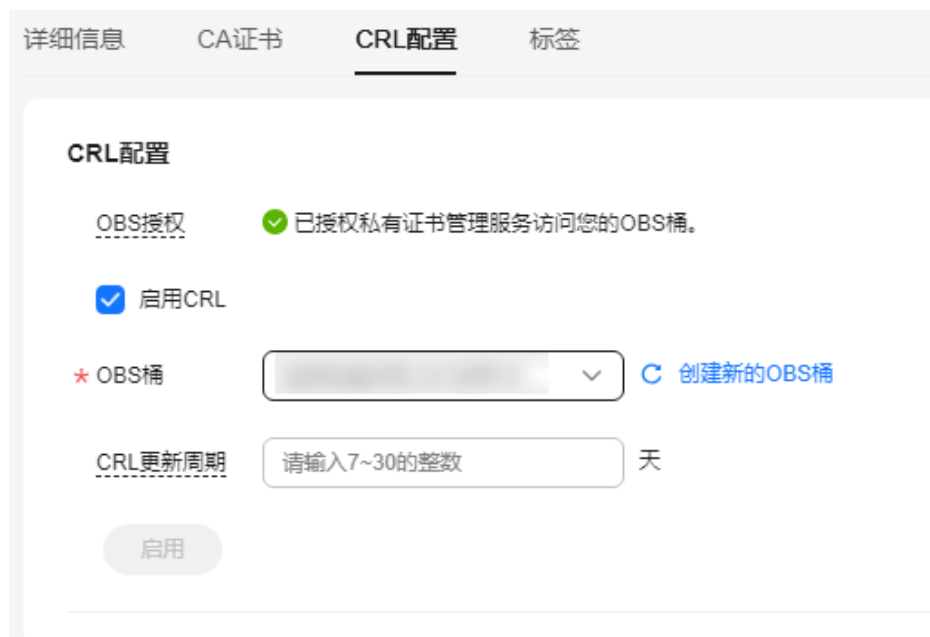 详细信息 CA证书 CRL配置 标签
CRL配置
OBS授权 已授权私有证书管理服务访问您的OBS桶。
启用CRL
* OBS桶 创建新的OBS桶
CRL更新周期 请输入7~30的整数 天
启用